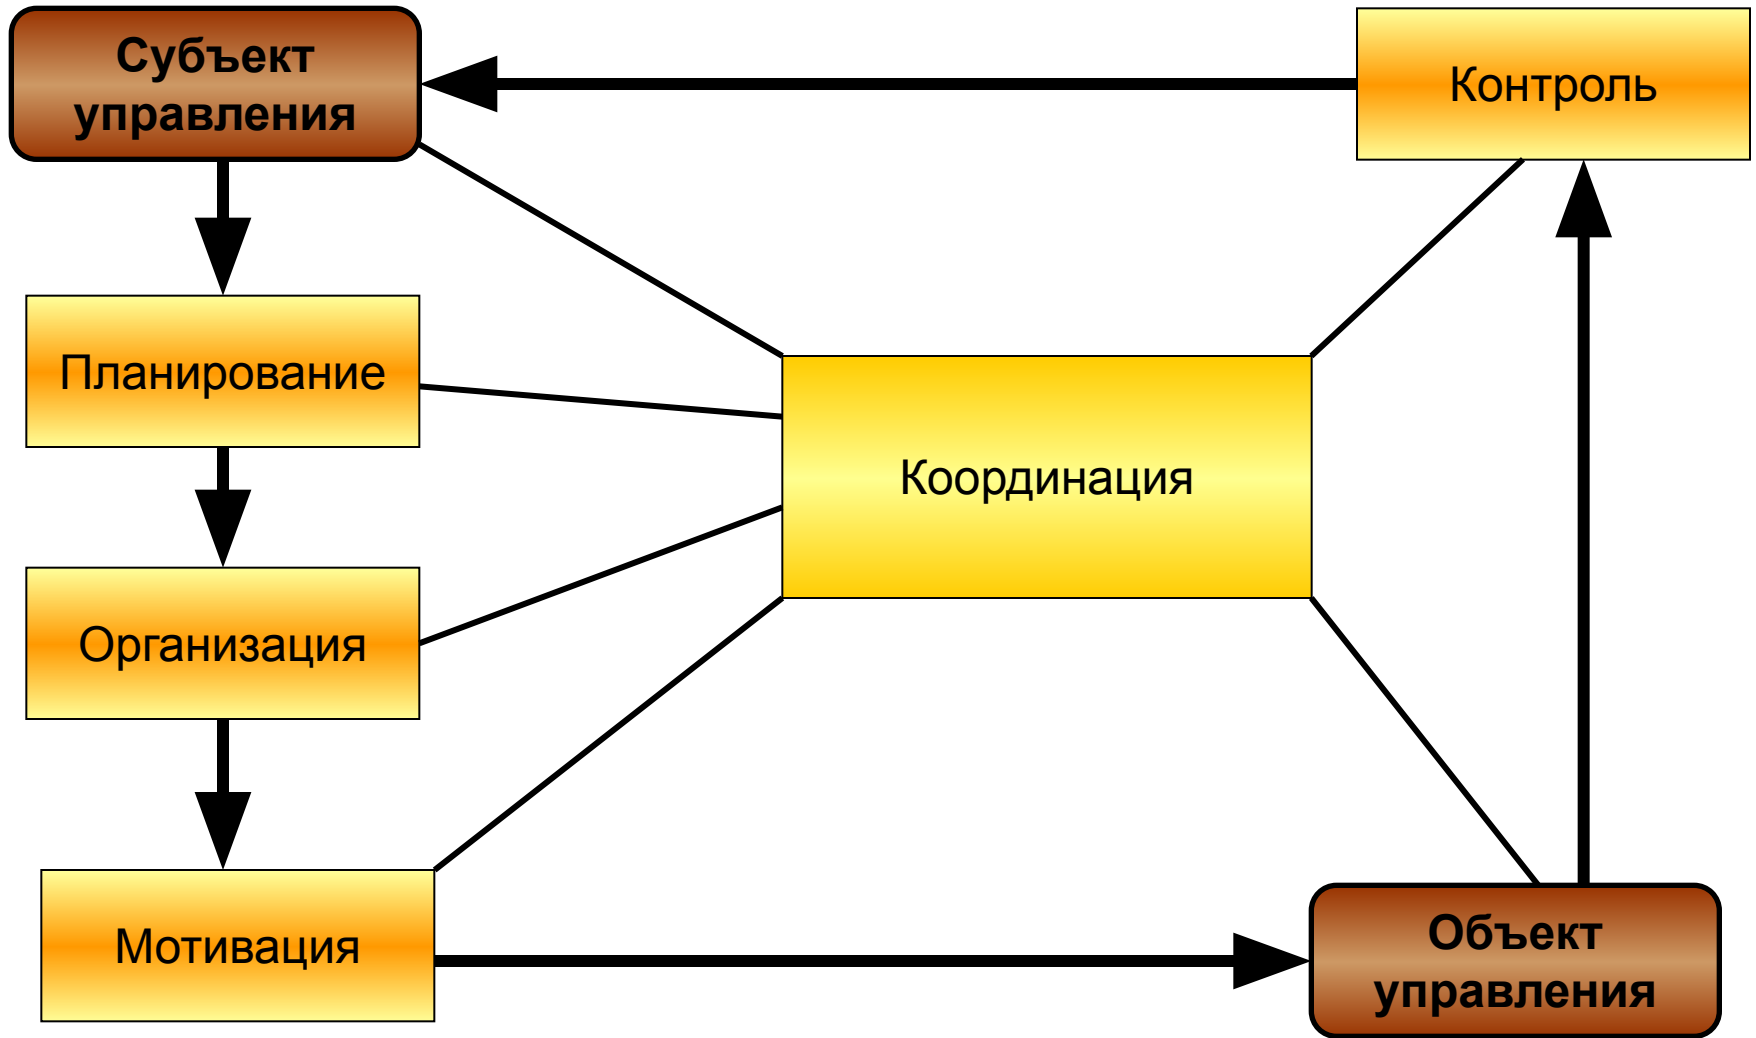 Субъект
управления
Контроль
Планирование
Координация
Организация
Мотивация
Объект
управления